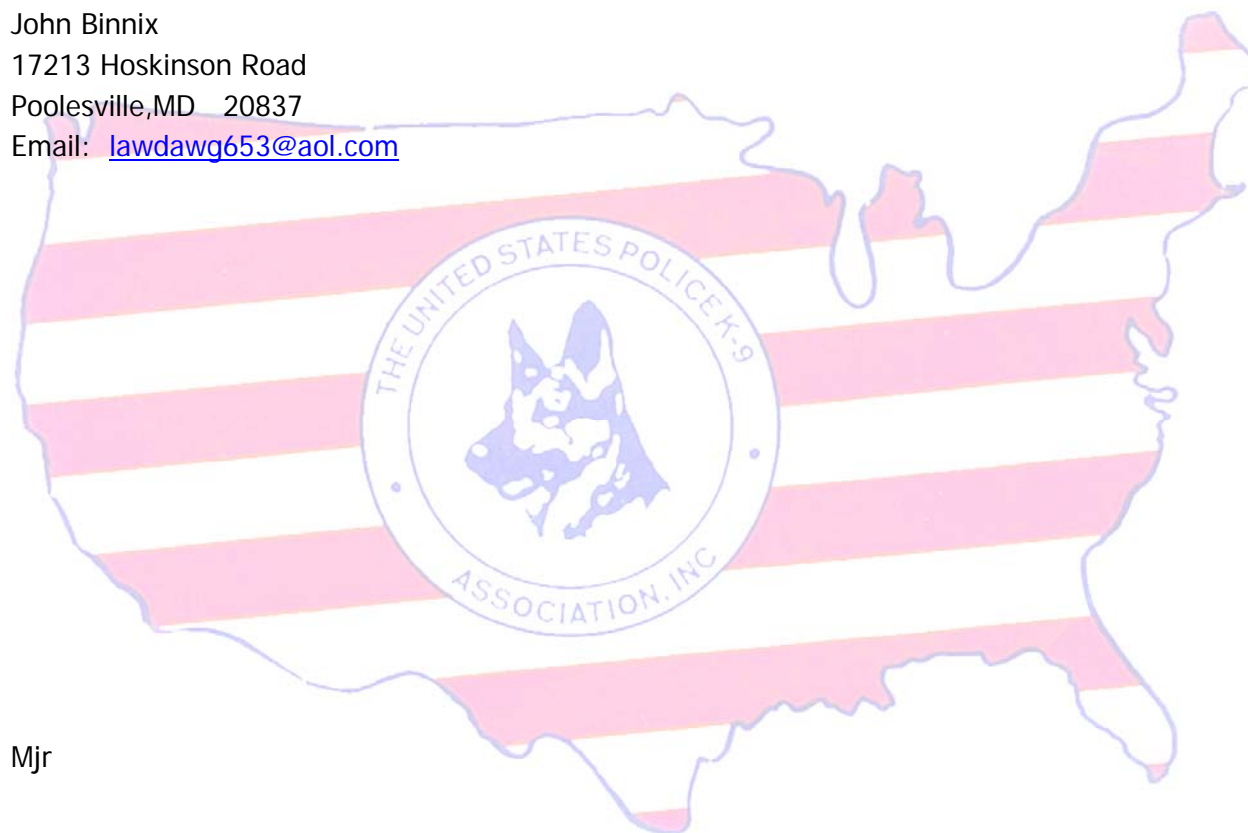 John Binnix
17213 Hoskinson Road
Poolesville,MD 20837
Email: lawdawg653@aol.com
THE UNITED STATES POLICE K-9
ASSOCIATION, INC
Mjr